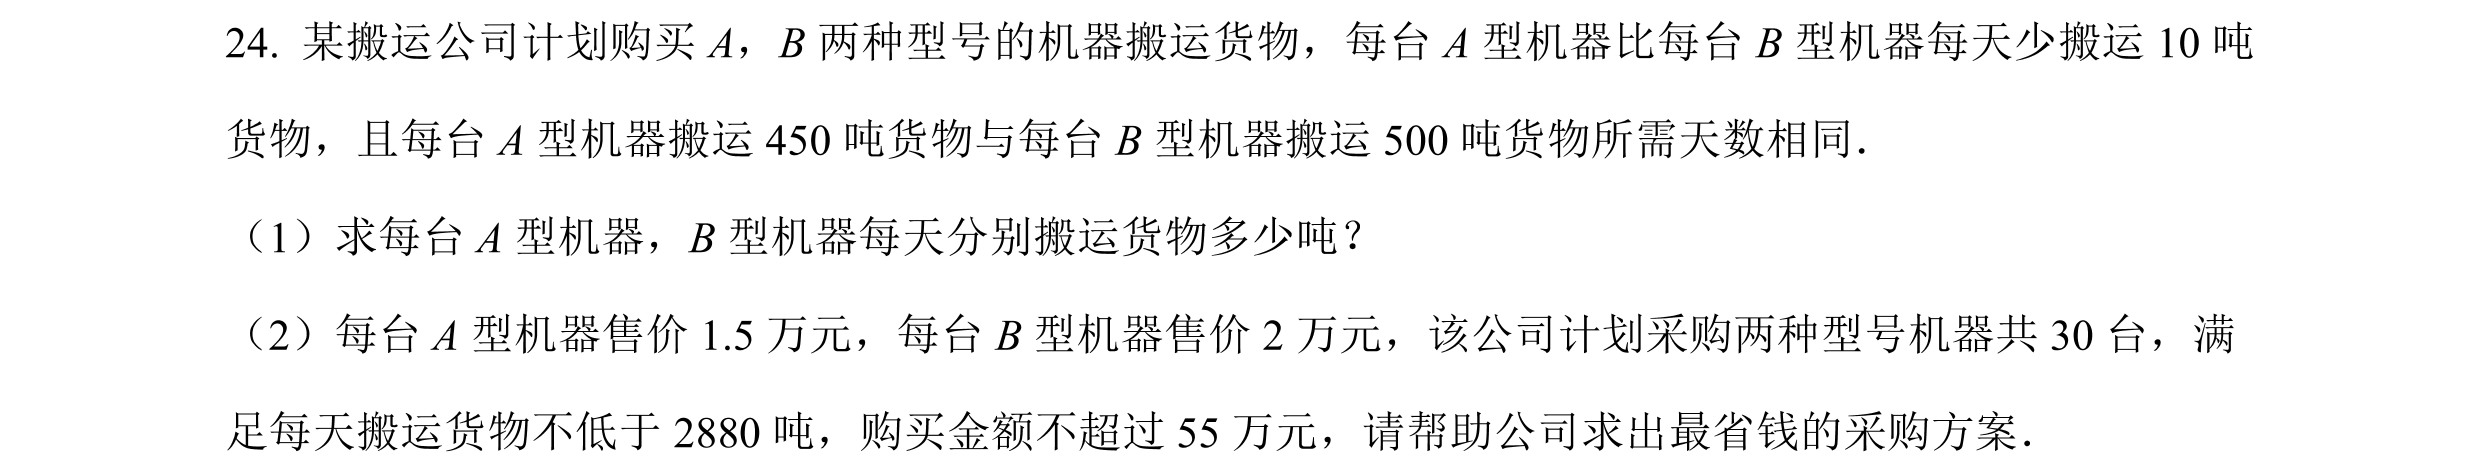 24. 某搬运公司计划购买 A，B 两种型号的机器搬运货物，每台 A 型机器比每台 B 型机器每天少搬运 10 吨
货物，且每台 A 型机器搬运 450 吨货物与每台 B 型机器搬运 500 吨货物所需天数相同．
（1）求每台 A 型机器，B 型机器每天分别搬运货物多少吨？
（2）每台 A 型机器售价 1.5 万元，每台 B 型机器售价 2 万元，该公司计划采购两种型号机器共 30 台，满
足每天搬运货物不低于 2880 吨，购买金额不超过 55 万元，请帮助公司求出最省钱的采购方案．